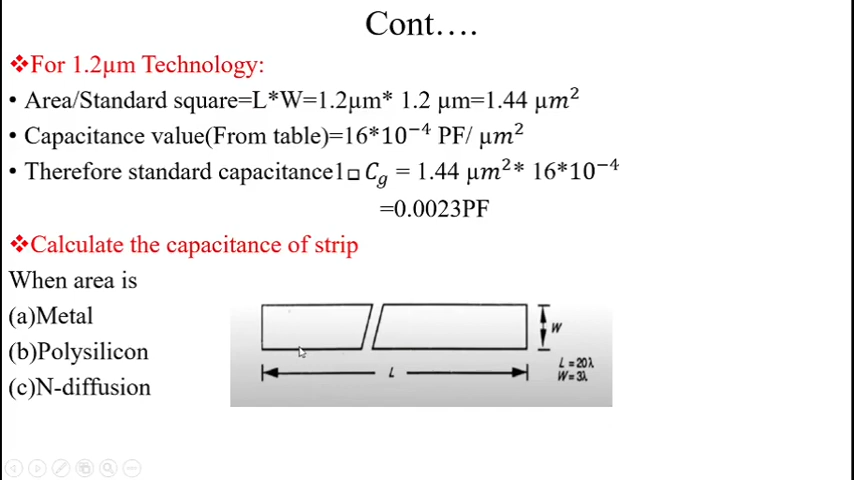 Cont….
❖For 1.2µm Technology:
• Area/Standard square=L*W=1.2µm* 1.2 µm=1.44 µm²
• Capacitance value(From table)=16*10⁻⁴ PF/ µm²
• Therefore standard capacitance1□ Cg = 1.44 µm²* 16*10⁻⁴
=0.0023PF
❖Calculate the capacitance of strip
When area is
(a)Metal
(b)Polysilicon
(c)N-diffusion
W
L
L = 20λ
W = 3λ